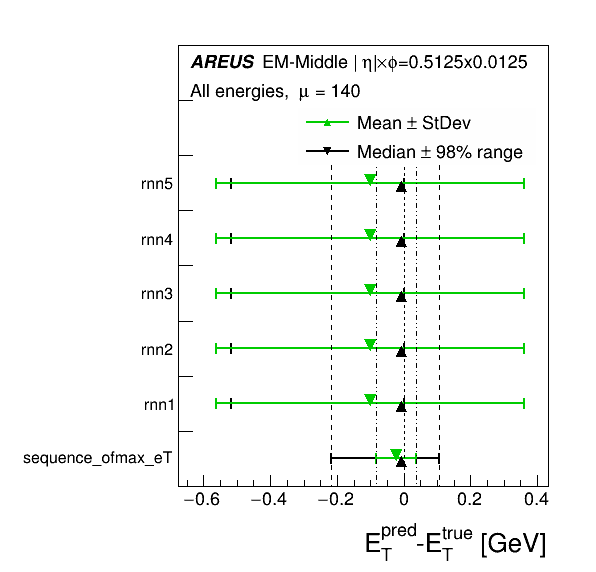 AREUS EM-Middle | η|×ϕ=0.5125x0.0125
All energies, μ = 140
Mean ± StDev
Median ± 98% range
rnn5
rnn4
rnn3
rnn2
rnn1
sequence_ofmax_eT
−0.6 −0.4 −0.2 0 0.2 0.4
E_T^pred-E_T^true [GeV]